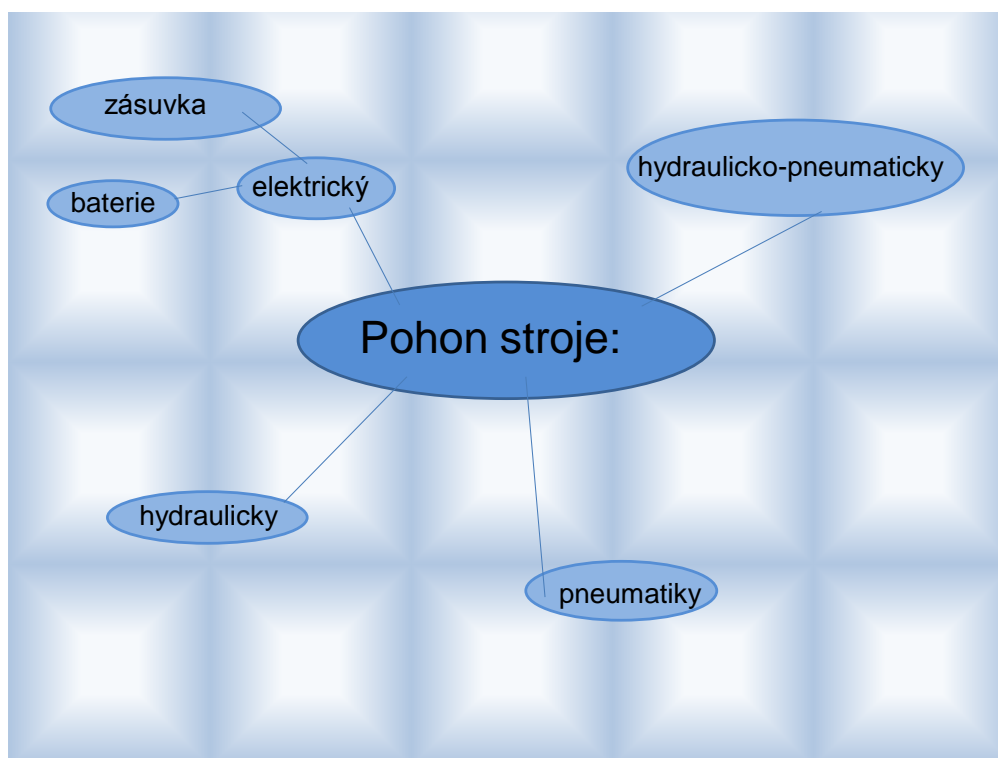 zásuvka
hydraulicko-pneumaticky
elektrický
baterie
Pohon stroje:
hydraulicky
pneumatiky